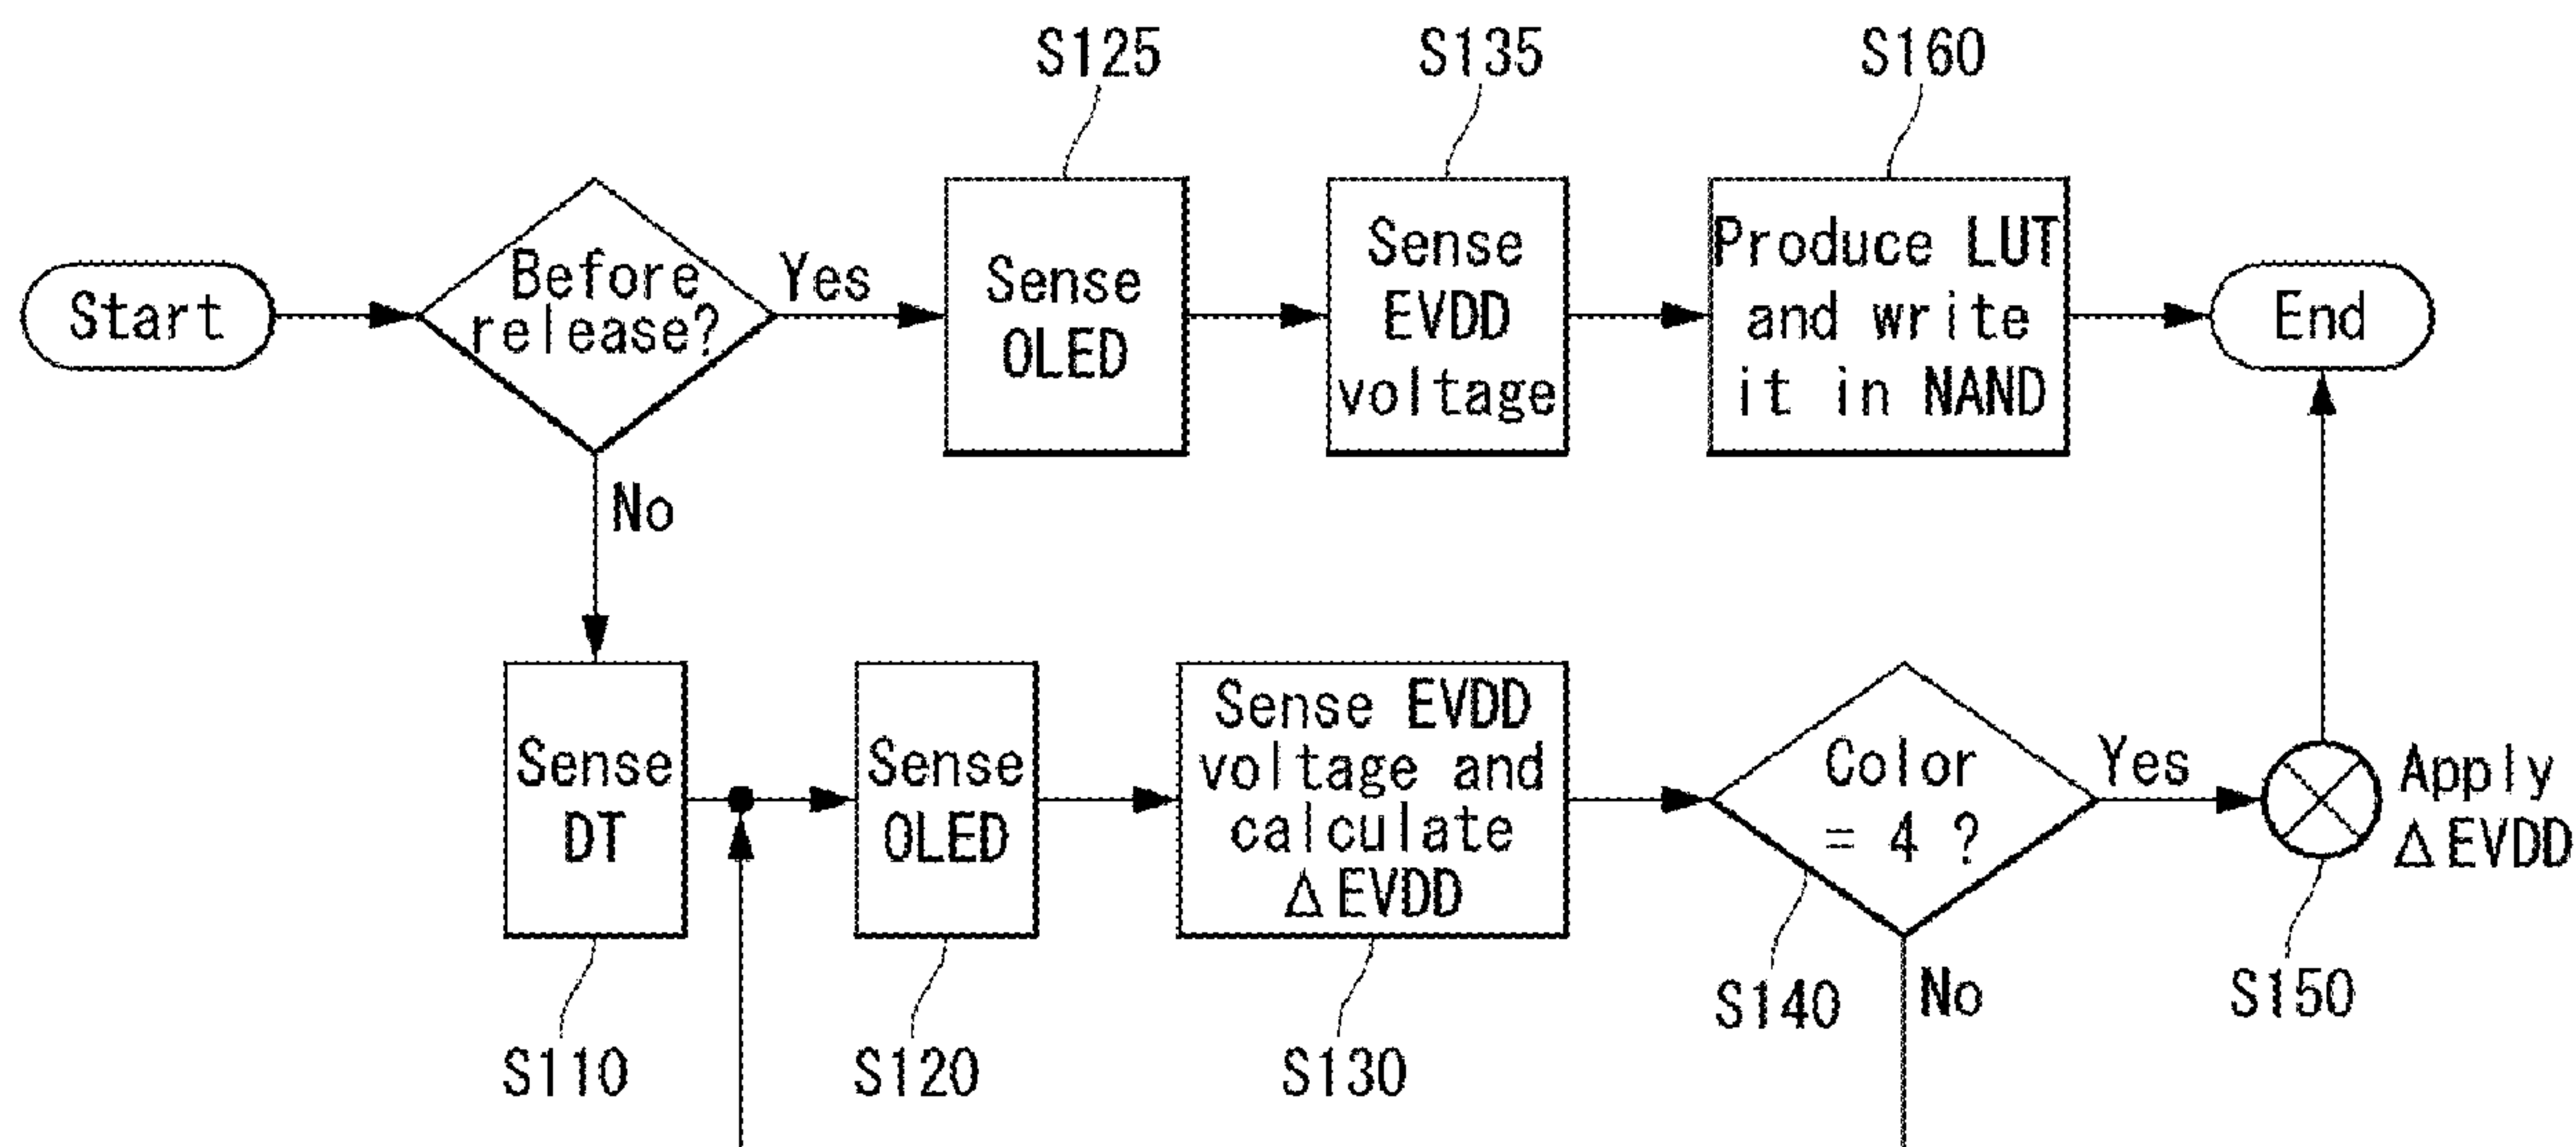 S125
S135
S160
Start
Before
release?
Yes
Sense
OLED
Sense
EVDD
voltage
Produce LUT
and write
it in NAND
End
No
Sense
DT
Sense
OLED
Sense EVDD
voltage and
calculate
Δ EVDD
Color
= 4 ?
Yes
Apply
Δ EVDD
No
S110
S120
S130
S140
S150